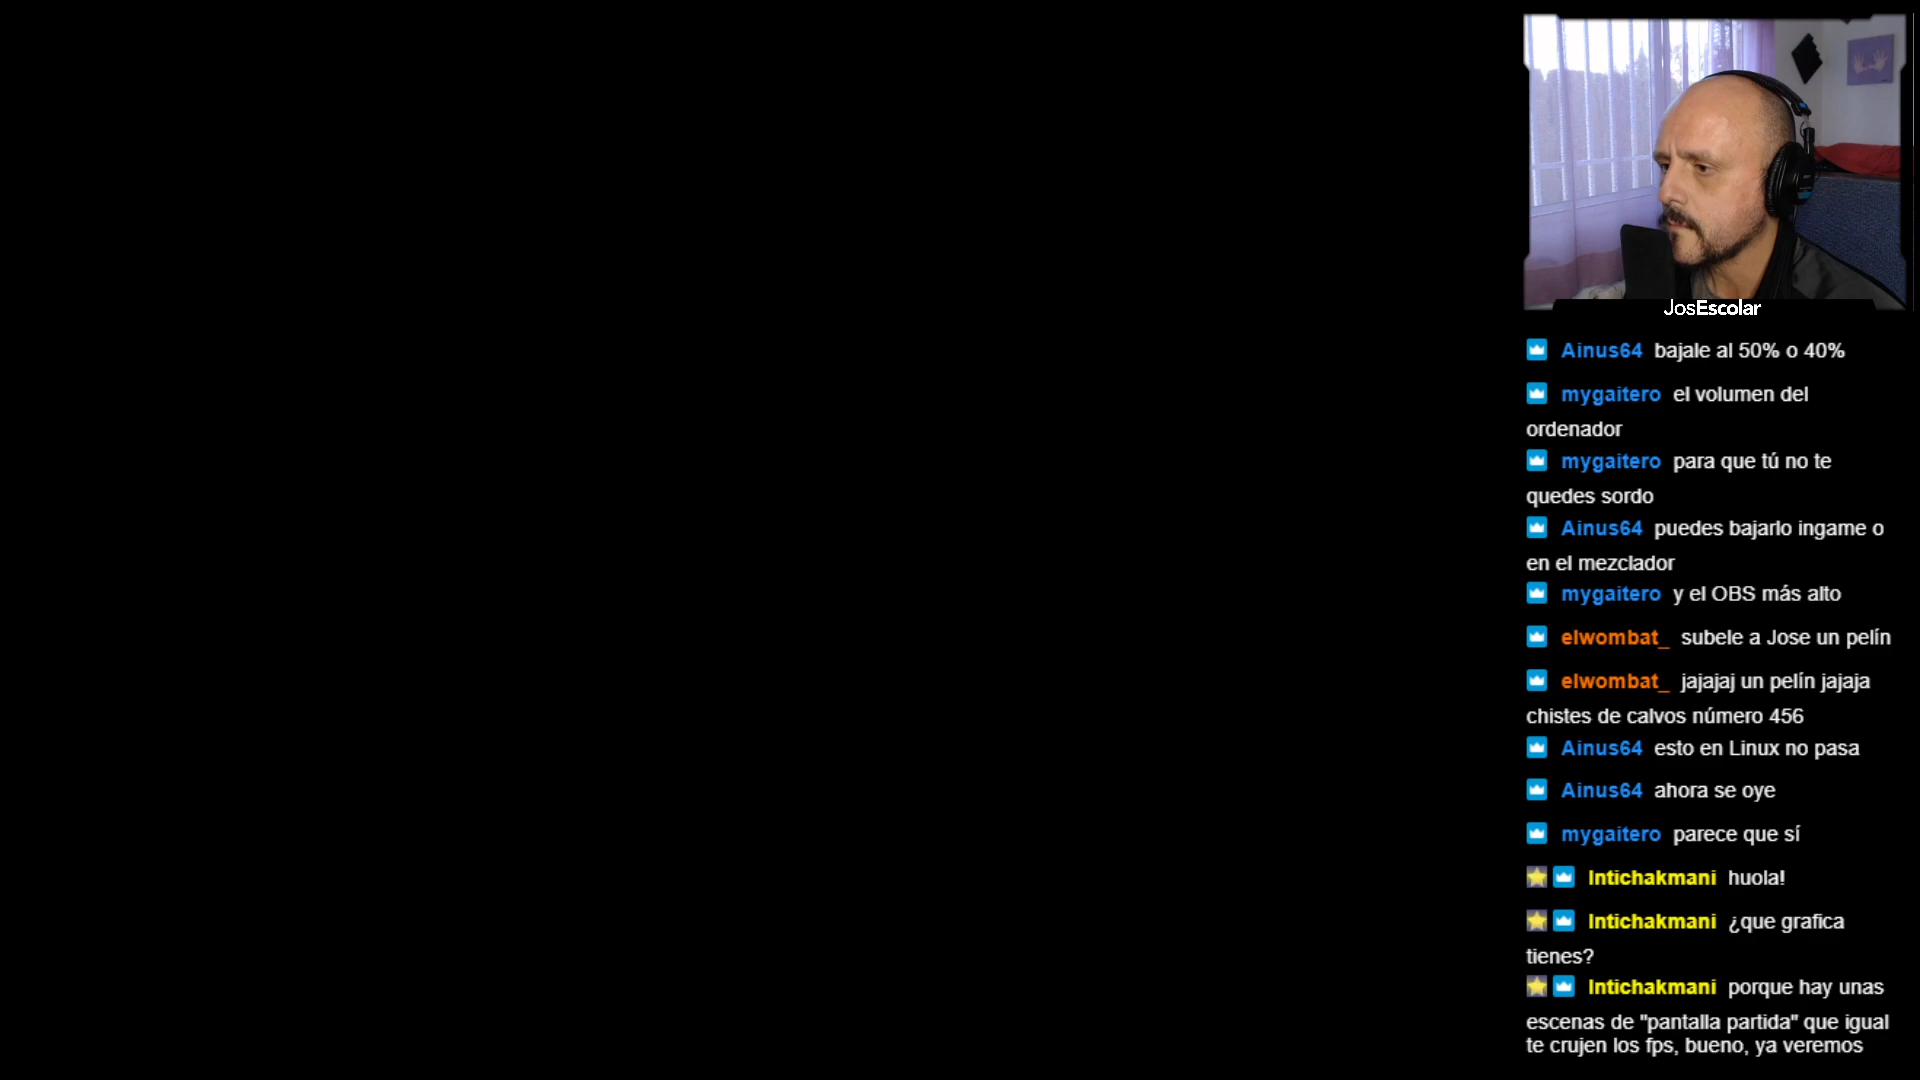 JosEscolar
Ainus64 bajale al 50% o 40%
mygaitero el volumen del
ordenador
mygaitero para que tú no te
quedes sordo
Ainus64 puedes bajarlo ingame o
en el mezclador
mygaitero y el OBS más alto
elwombat_ subele a Jose un pelín
elwombat_ jajajaj un pelín jajaja
chistes de calvos número 456
Ainus64 esto en Linux no pasa
Ainus64 ahora se oye
mygaitero parece que sí
Intichakmani huola!
Intichakmani ¿que grafica
tienes?
Intichakmani porque hay unas
escenas de "pantalla partida" que igual
te crujen los fps, bueno, ya veremos